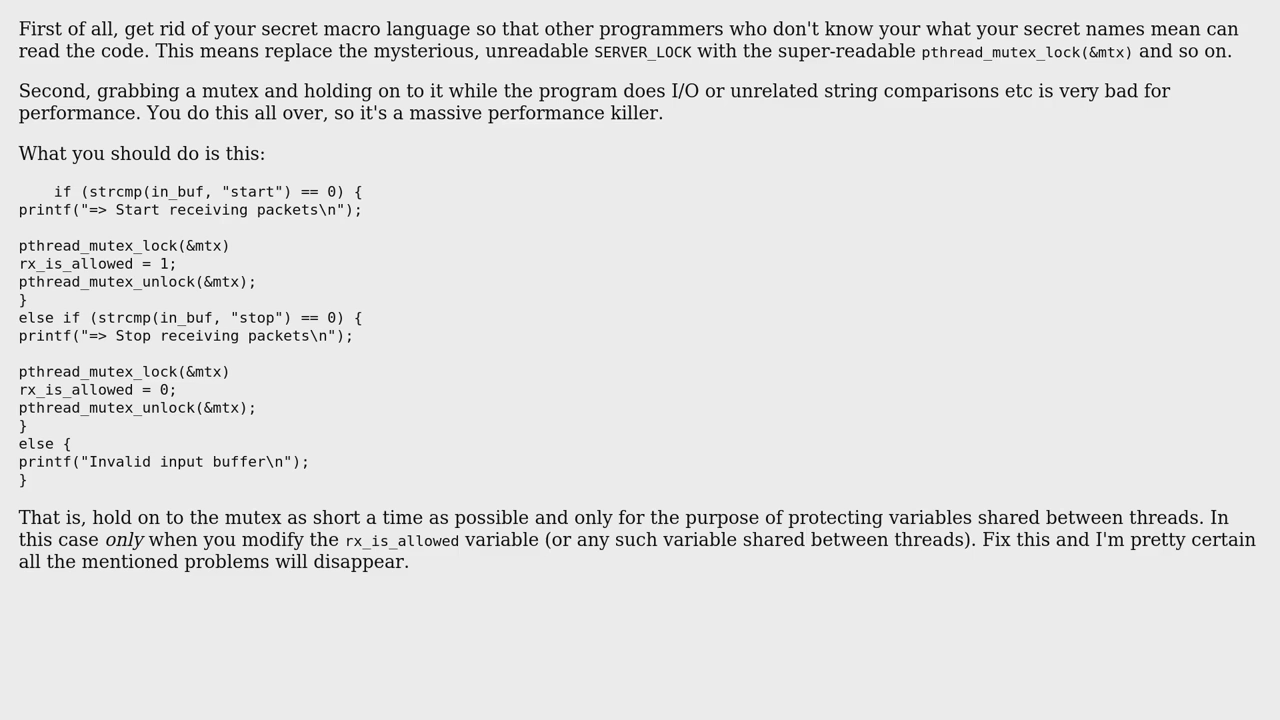 First of all, get rid of your secret macro language so that other programmers who don't know your what your secret names mean can
read the code. This means replace the mysterious, unreadable SERVER_LOCK with the super-readable pthread_mutex_lock(&mtx) and so on.
Second, grabbing a mutex and holding on to it while the program does I/O or unrelated string comparisons etc is very bad for
performance. You do this all over, so it's a massive performance killer.
What you should do is this:
if (strcmp(in_buf, "start") == 0) {
printf("=> Start receiving packets\n");
pthread_mutex_lock(&mtx)
rx_is_allowed = 1;
pthread_mutex_unlock(&mtx);
}
else if (strcmp(in_buf, "stop") == 0) {
printf("=> Stop receiving packets\n");
pthread_mutex_lock(&mtx)
rx_is_allowed = 0;
pthread_mutex_unlock(&mtx);
}
else {
printf("Invalid input buffer\n");
}
That is, hold on to the mutex as short a time as possible and only for the purpose of protecting variables shared between threads. In
this case only when you modify the rx_is_allowed variable (or any such variable shared between threads). Fix this and I'm pretty certain
all the mentioned problems will disappear.